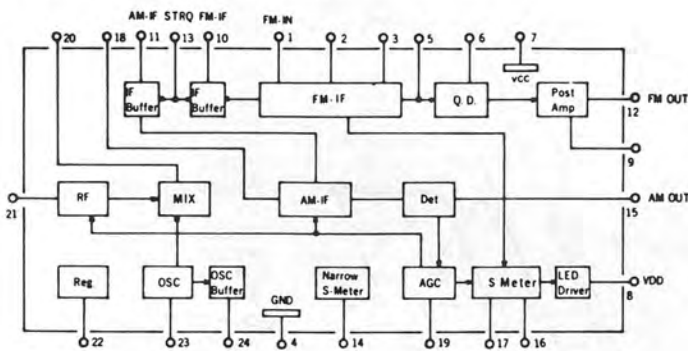 AM-IF STRQ FM-IF FM-IN
20 18 11 13 10 1 2 3 5 6 7
VCC
IF Buffer
IF Buffer
FM-IF
Q.D.
Post Amp
FM OUT
12
9
21
RF
MIX
AM-IF
Det
AM OUT
15
Reg
OSC
OSC Buffer
GND
Narrow S-Meter
AGC
S Meter
LED Driver
VDD
8
22 23 24 4 14 19 17 16